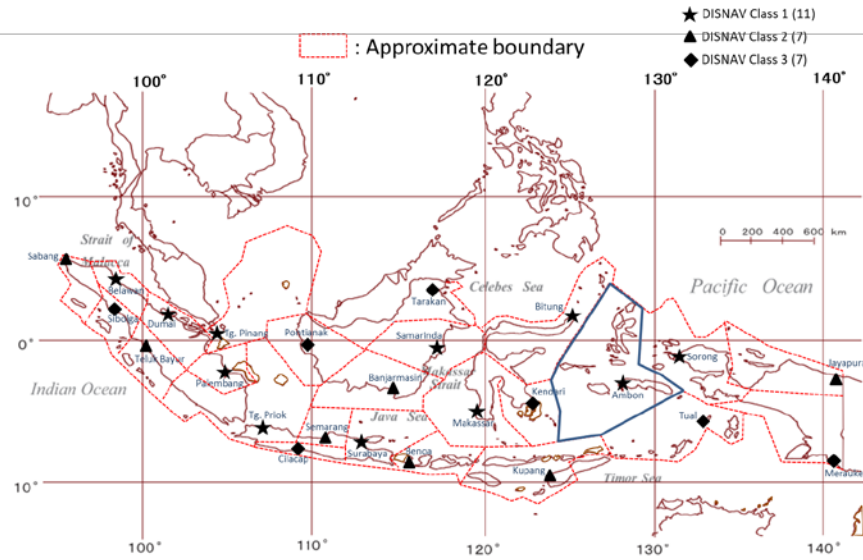 DISNAV Class 1 (11)
DISNAV Class 2 (7)
DISNAV Class 3 (7)
: Approximate boundary
100°
110°
120°
130°
140°
10°
Strait of
Malacca
Sabang
0
200
400
600 km
Belawan
Celebes Sea
Pacific Ocean
Tarakan
Sibolga
Dumai
Bitung
Tg. Pinang
Pontianak
Samarinda
0°
Teluk Bayur
Sorong
Jayapura
Palembang
Makassar
Strait
Banjarmasin
Ambon
Indian Ocean
Kendari
Tg. Priok
Java Sea
Makassar
Tual
Semarang
Surabaya
Cilacap
Benoa
Kupang
Timor Sea
Merauke
10°
100°
110°
120°
130°
140°